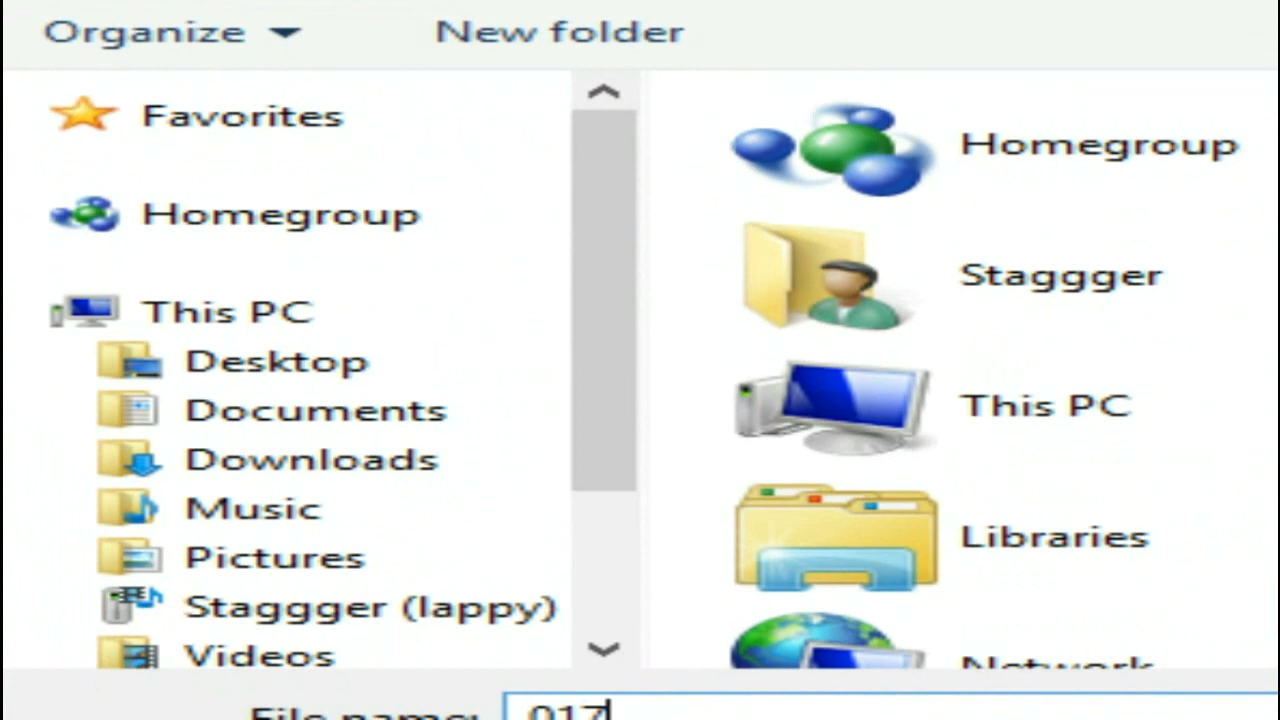 Organize New folder
Favorites
Homegroup
This PC
Desktop
Documents
Downloads
Music
Pictures
Staggger (lappy)
Videos
Homegroup
Staggger
This PC
Libraries
Network
File name: 017